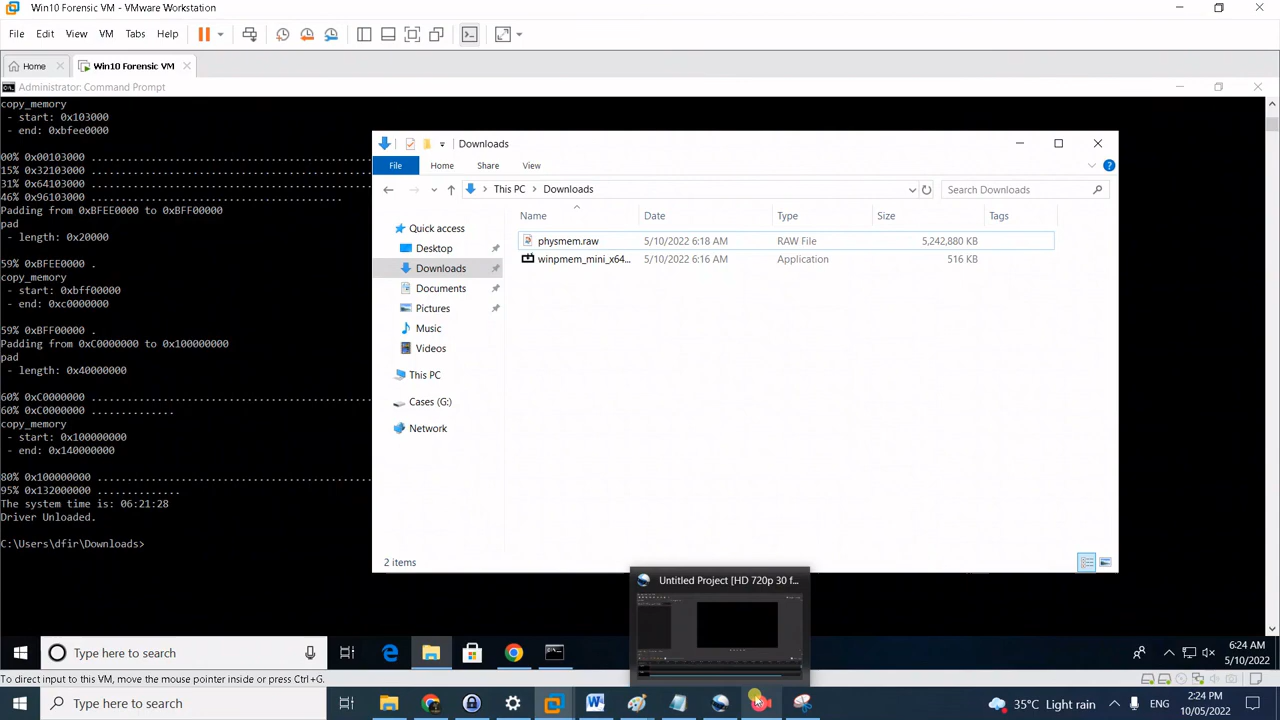 Win10 Forensic VM - VMware Workstation
File Edit View VM Tabs Help
Home
Win10 Forensic VM
Administrator: Command Prompt
copy_memory
- start: 0x103000
- end: 0xbfee0000
00% 0x00103000 ..................................................
15% 0x32103000 ..................................................
31% 0x64103000 ..................................................
46% 0x96103000 ..........................................
Padding from 0xBFEE0000 to 0xBFF00000
pad
- length: 0x20000
59% 0xBFEE0000 .
copy_memory
- start: 0xbff00000
- end: 0xc0000000
59% 0xBFF00000 .
Padding from 0xC0000000 to 0x100000000
pad
- length: 0x40000000
60% 0xC0000000 ..................................................
60% 0xC0000000 ..............
copy_memory
- start: 0x100000000
- end: 0x140000000
80% 0x100000000 ..................................................
95% 0x132000000 ..............
The system time is: 06:21:28
Driver Unloaded.
C:\Users\dfir\Downloads>
Downloads
File Home Share View
This PC > Downloads
Search Downloads
Name Date Type Size Tags
physmem.raw 5/10/2022 6:18 AM RAW File 5,242,880 KB
winpmem_mini_x64... 5/10/2022 6:16 AM Application 516 KB
Quick access
Desktop
Downloads
Documents
Pictures
Music
Videos
This PC
Cases (G:)
Network
2 items
Untitled Project [HD 720p 30 f...
Type here to search
6:24 AM
5/10/2022
To direct input to the VM, move the mouse pointer inside or press Ctrl+G.
Type here to search
35°C Light rain
2:24 PM
10/05/2022